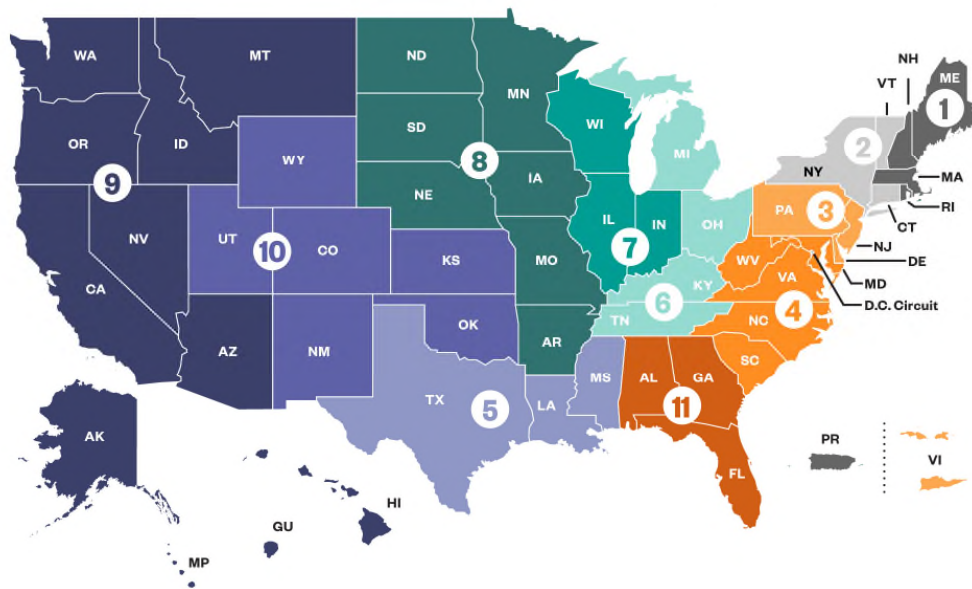 WA
MT
ND
MN
OR
ID
SD
WI
MI
NH
VT
ME
1
2
NY
MA
RI
CT
9
WY
8
NE
IA
PA
3
NJ
DE
MD
D.C. Circuit
NV
UT
10
CO
IL
IN
7
OH
WV
VA
CA
KS
MO
KY
6
4
AZ
NM
OK
AR
TN
NC
SC
TX
5
LA
MS
AL
GA
11
FL
AK
HI
GU
MP
PR
VI